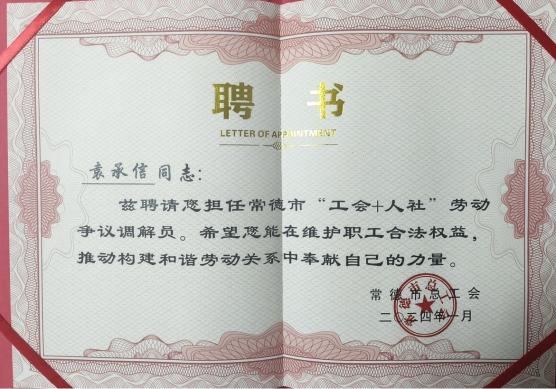 聘 书
LETTER OF APPOINTMENT
袁承信同志:
兹聘请您担任常德市“工会+人社”劳动
争议调解员。希望您能在维护职工合法权益,
推动构建和谐劳动关系中奉献自己的力量。
常德市总工会
二〇二四年一月